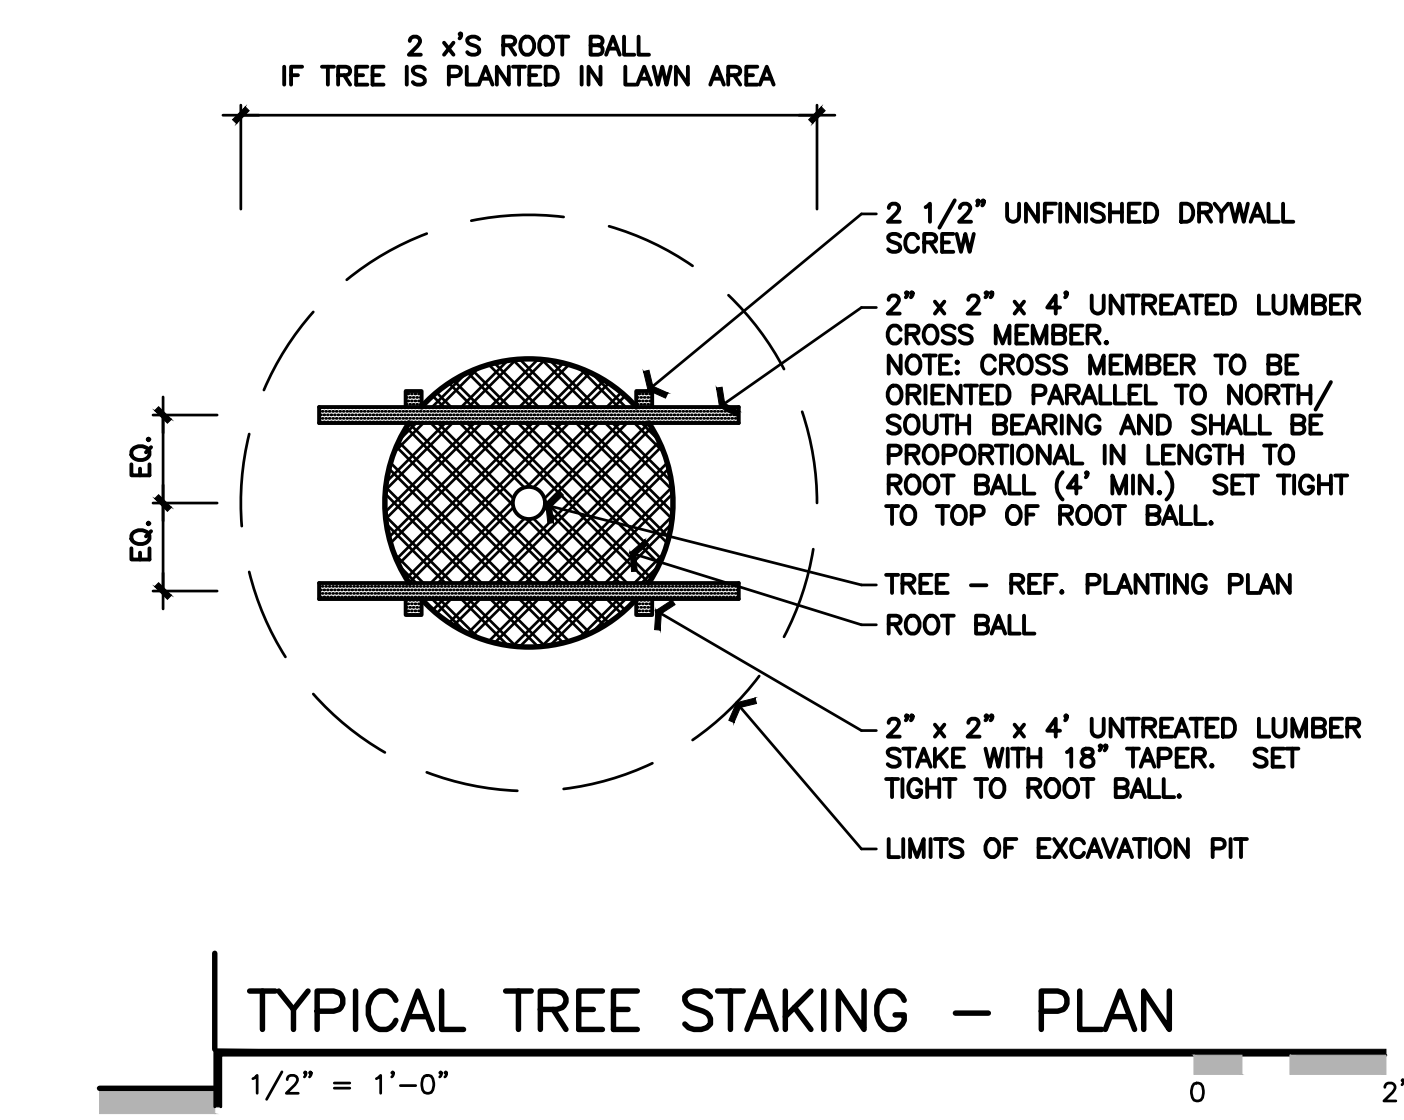 2 x'S ROOT BALL
IF TREE IS PLANTED IN LAWN AREA
2 1/2" UNFINISHED DRYWALL
SCREW
2" x 2" x 4' UNTREATED LUMBER
CROSS MEMBER.
NOTE: CROSS MEMBER TO BE
ORIENTED PARALLEL TO NORTH/
SOUTH BEARING AND SHALL BE
PROPORTIONAL IN LENGTH TO
ROOT BALL (4' MIN.) SET TIGHT
TO TOP OF ROOT BALL.
EQ.
EQ.
TREE - REF. PLANTING PLAN
ROOT BALL
2" x 2" x 4' UNTREATED LUMBER
STAKE WITH 18" TAPER. SET
TIGHT TO ROOT BALL.
LIMITS OF EXCAVATION PIT
TYPICAL TREE STAKING - PLAN
1/2" = 1'-0"
0 2'